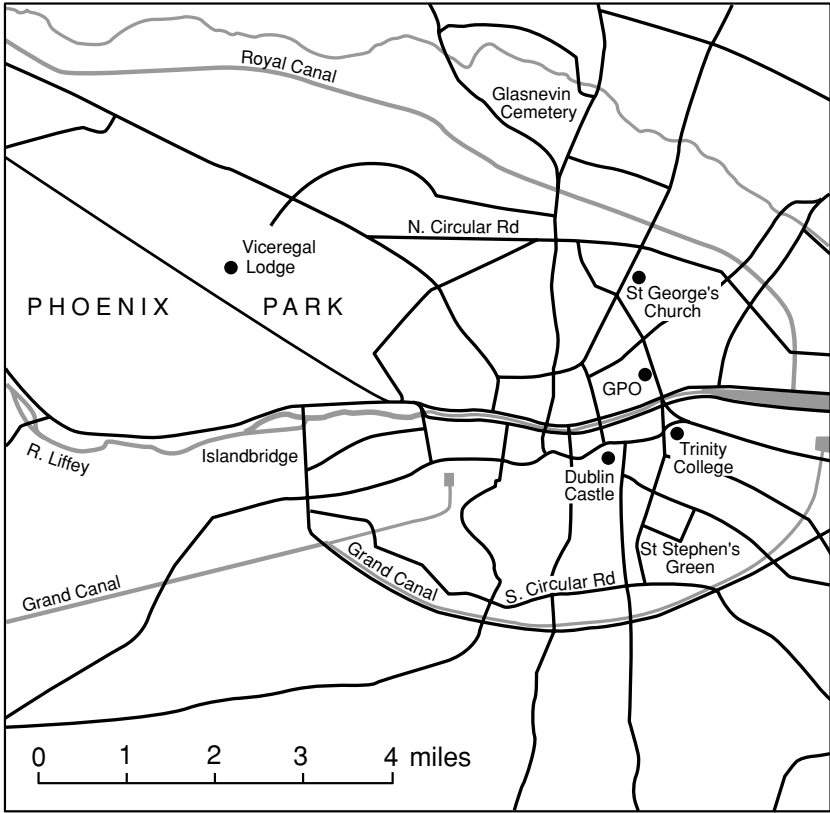 Royal Canal
Glasnevin
Cemetery
N. Circular Rd
Viceregal
Lodge
PHOENIX PARK
St George's
Church
GPO
R. Liffey
Islandbridge
Trinity
College
Dublin
Castle
St Stephen's
Green
Grand Canal
Grand Canal
S. Circular Rd
0 1 2 3 4 miles